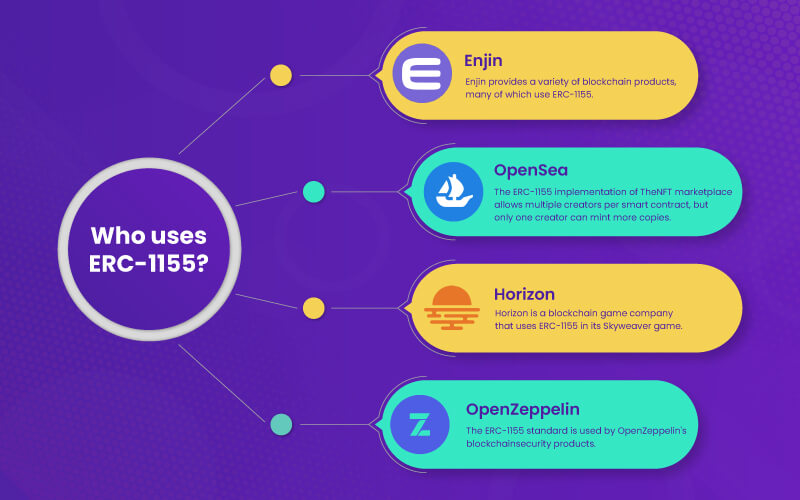 Who uses
ERC-1155?
Enjin
Enjin provides a variety of blockchain products,
many of which use ERC-1155.
OpenSea
The ERC-1155 implementation of TheNFT marketplace
allows multiple creators per smart contract, but
only one creator can mint more copies.
Horizon
Horizon is a blockchain game company
that uses ERC-1155 in its Skyweaver game.
OpenZeppelin
The ERC-1155 standard is used by OpenZeppelin's
blockchainsecurity products.